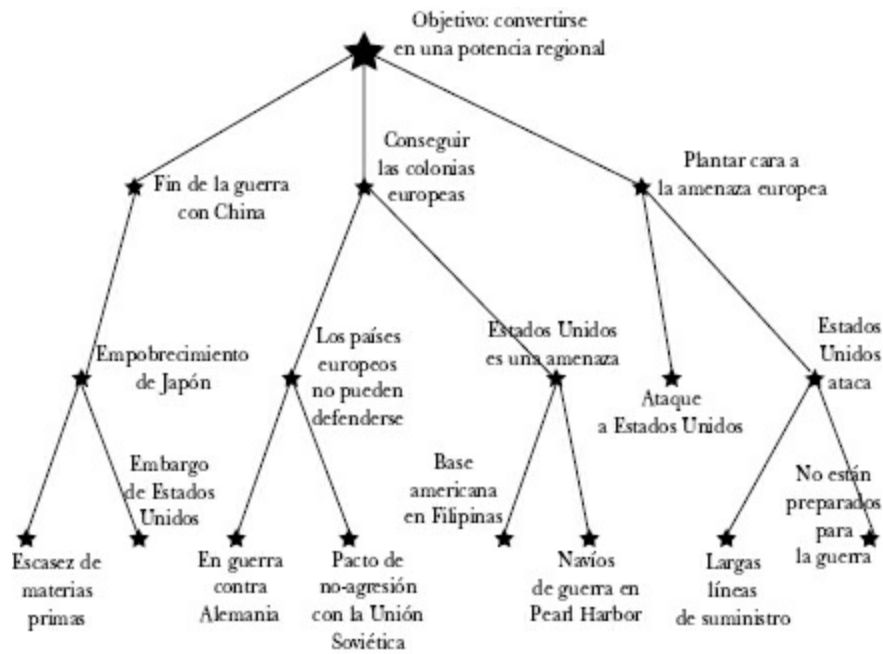 Objetivo: convertirse
en una potencia regional
Fin de la guerra
con China
Conseguir
las colonias
europeas
Plantar cara a
la amenaza europea
Empobrecimiento
de Japón
Los países
europeos
no pueden
defenderse
Estados Unidos
es una amenaza
Ataque
a Estados Unidos
Estados
Unidos
ataca
Escasez de
materias
primas
Embargo
de Estados
Unidos
En guerra
contra
Alemania
Pacto de
no-agresión
con la Unión
Soviética
Base
americana
en Filipinas
Navíos
de guerra en
Pearl Harbor
Largas
líneas
de suministro
No están
preparados
para
la guerra